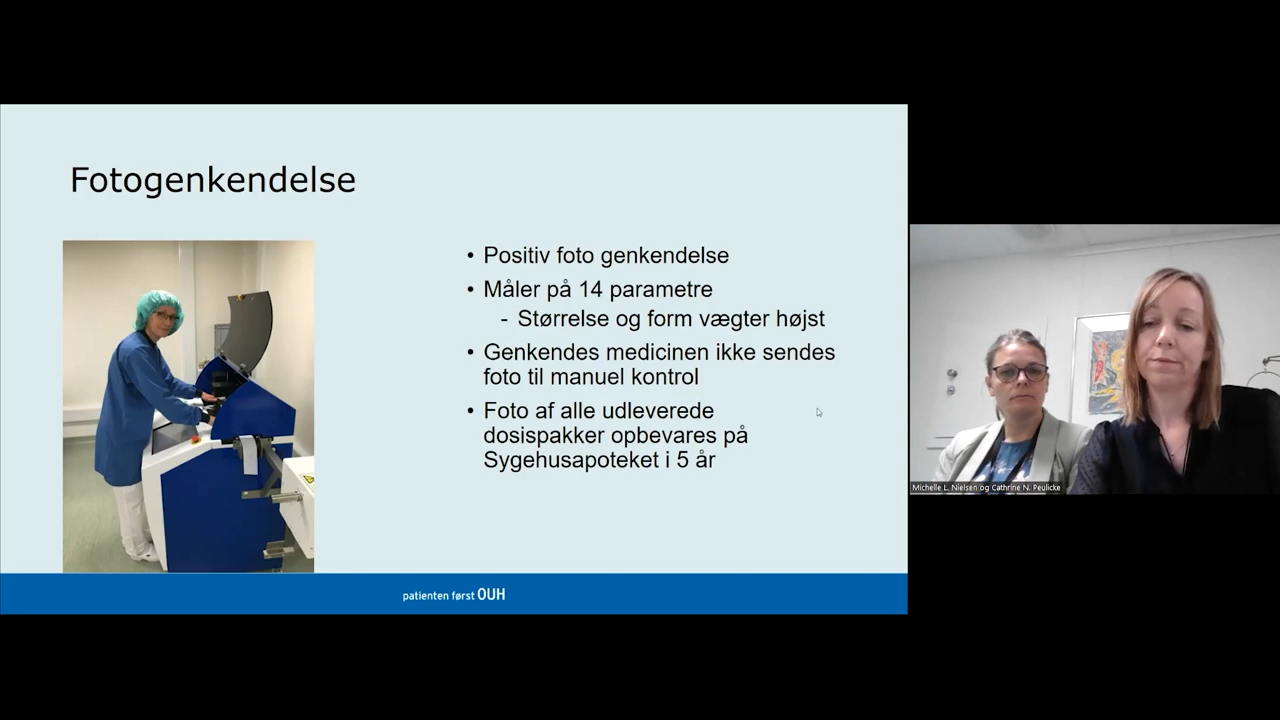 Fotogenkendelse
• Positiv foto genkendelse
• Måler på 14 parametre
- Størrelse og form vægter højst
• Genkendes medicinen ikke sendes
foto til manuel kontrol
• Foto af alle udleverede
dosispakker opbevares på
Sygehusapoteket i 5 år
patienten først OUH
Michelle L. Nielsen og Cathrine N. Peulicke